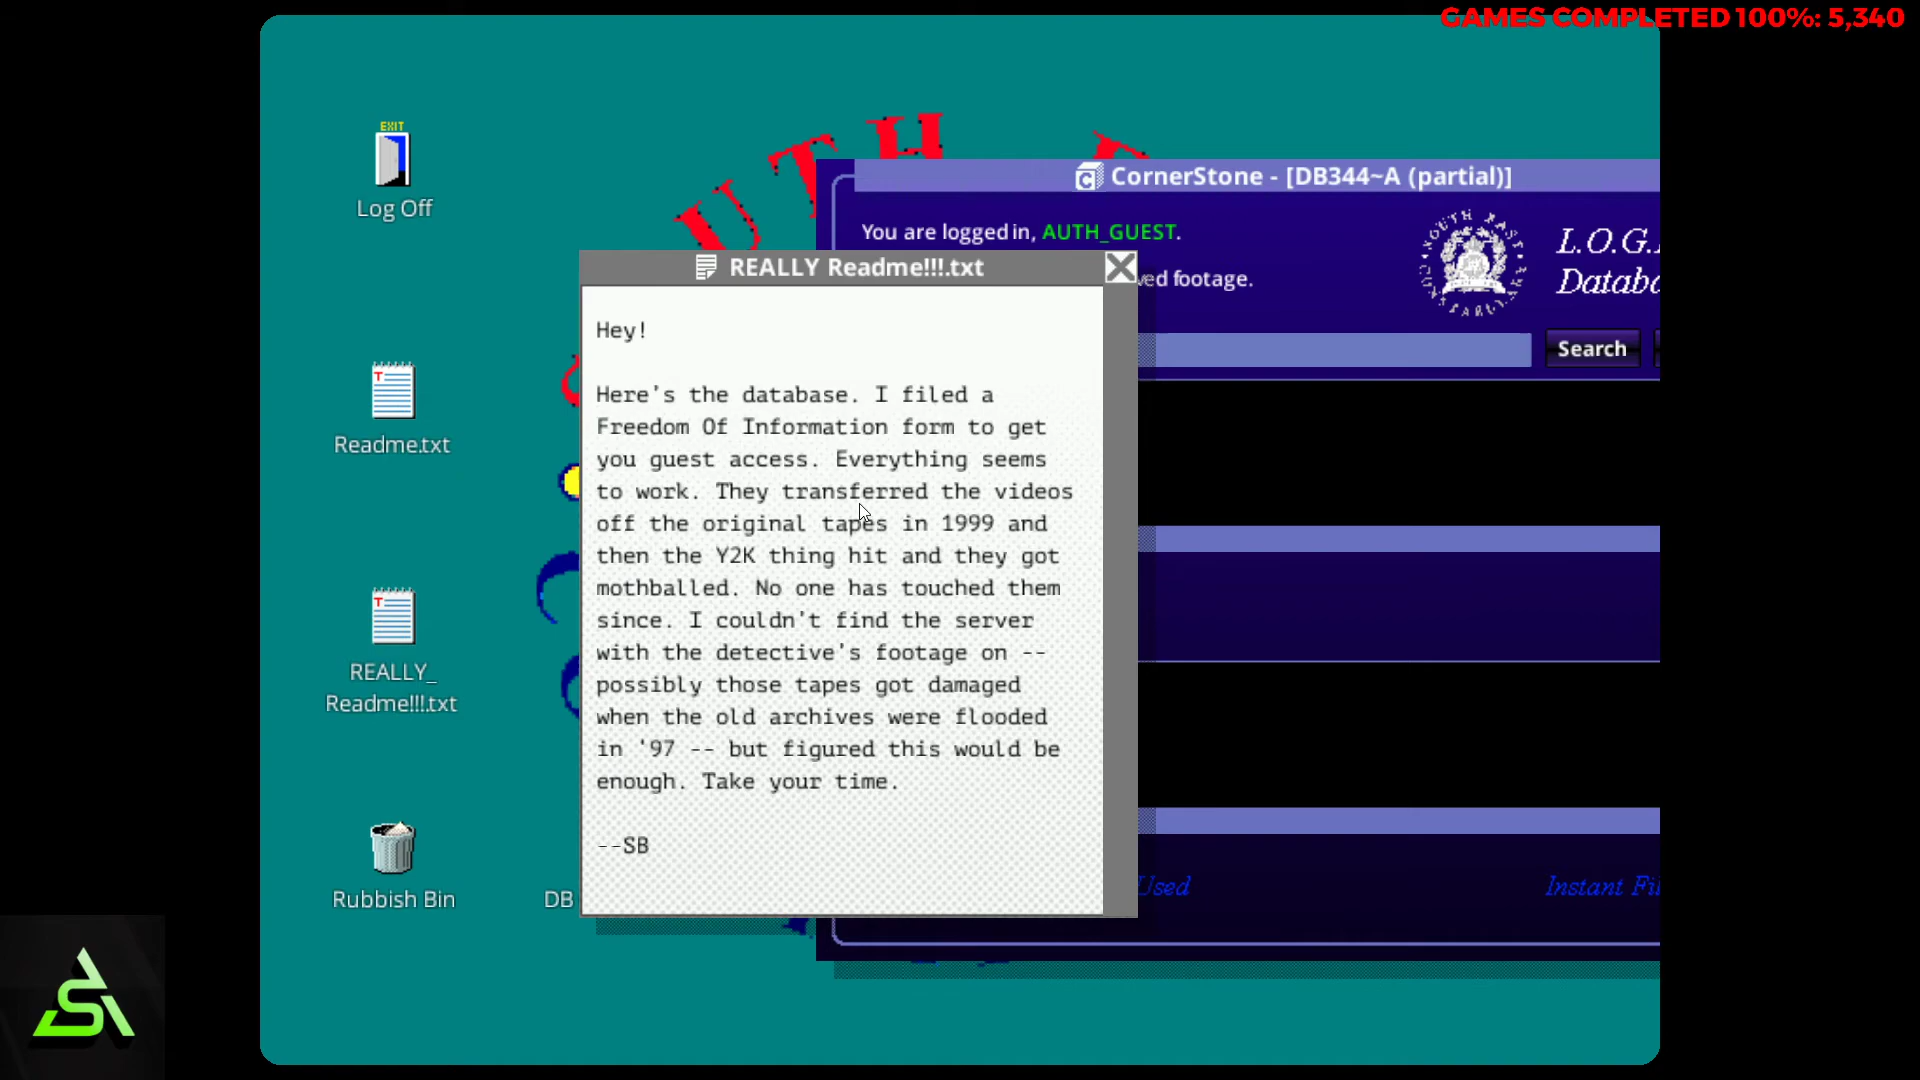 GAMES COMPLETED 100%: 5,340
EXIT
Log Off
Readme.txt
REALLY_
Readme!!!.txt
Rubbish Bin
DB
UTH
CornerStone - [DB344~A (partial)]
You are logged in, AUTH_GUEST.
ved footage.
L.O.G.
Databa
Search
Used
Instant Fil
REALLY Readme!!!.txt
Hey!
Here's the database. I filed a
Freedom Of Information form to get
you guest access. Everything seems
to work. They transferred the videos
off the original tapes in 1999 and
then the Y2K thing hit and they got
mothballed. No one has touched them
since. I couldn't find the server
with the detective's footage on --
possibly those tapes got damaged
when the old archives were flooded
in '97 -- but figured this would be
enough. Take your time.
--SB